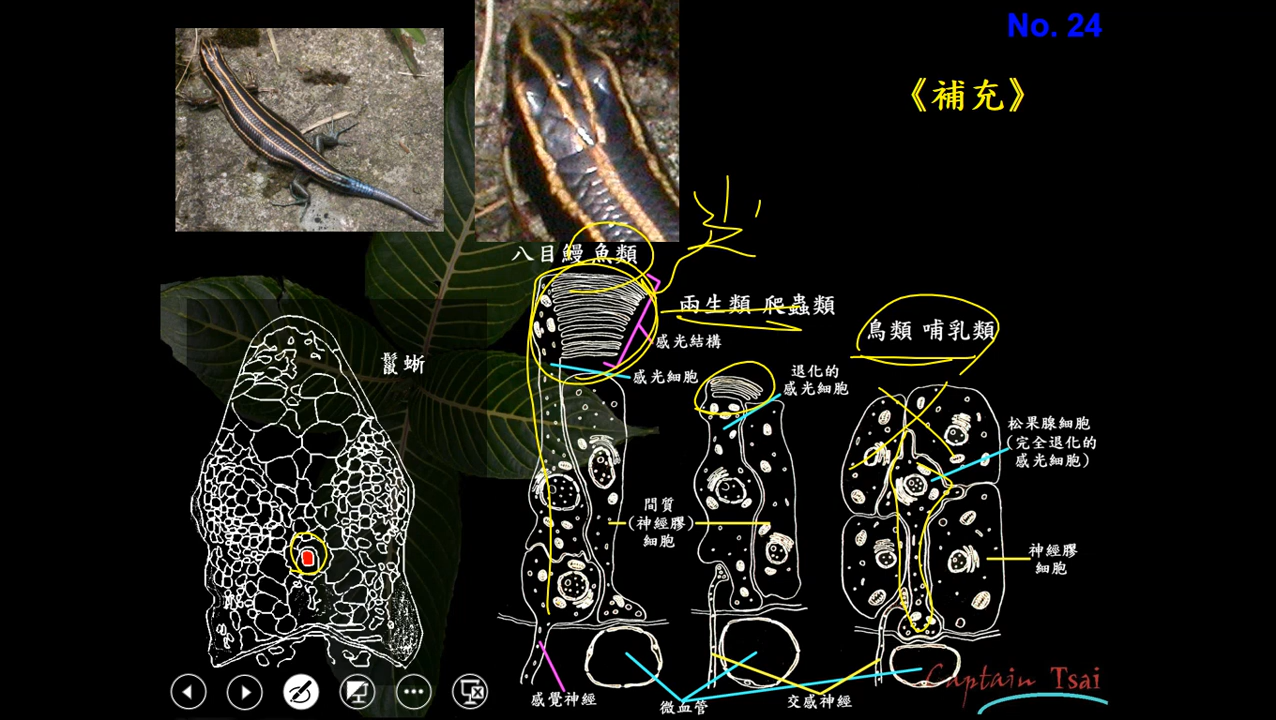 No. 24
《補充》
八目鰻魚類
兩生類 爬蟲類
鳥類 哺乳類
感光結構
鬣蜥
感光細胞
退化的
感光細胞
松果腺細胞
(完全退化的
感光細胞)
間質
(神經膠)
細胞
神經膠
細胞
感覺神經
微血管
交感神經
Captain Tsai